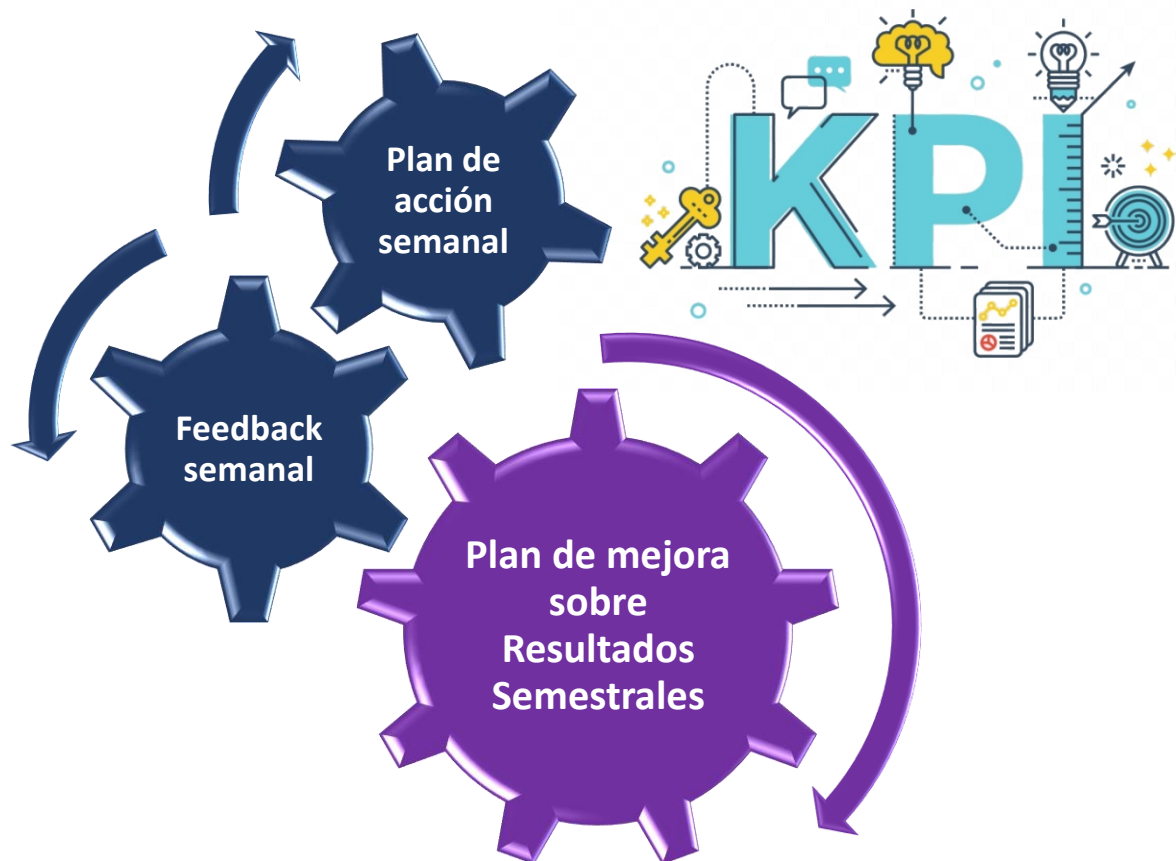 Plan de
acción
semanal
KPI
Feedback
semanal
Plan de mejora
sobre
Resultados
Semestrales